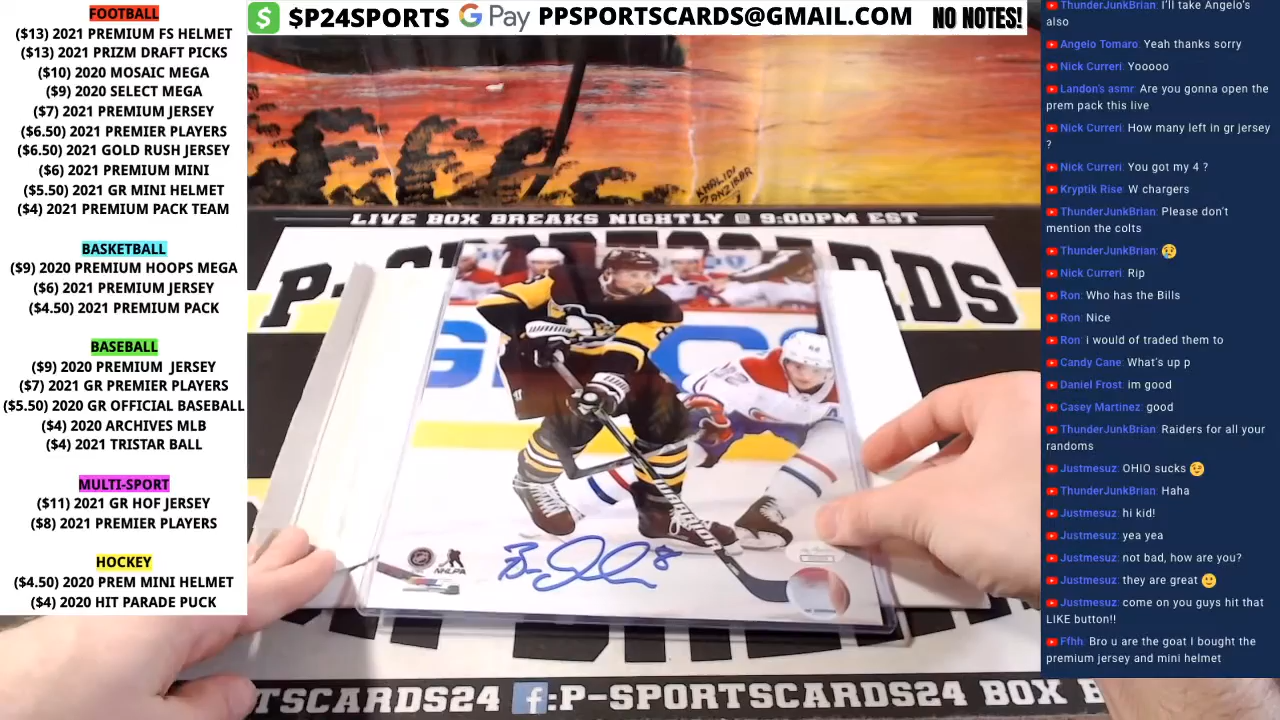 FOOTBALL
($13) 2021 PREMIUM FS HELMET
($13) 2021 PRIZM DRAFT PICKS
($10) 2020 MOSAIC MEGA
($9) 2020 SELECT MEGA
($7) 2021 PREMIUM JERSEY
($6.50) 2021 PREMIER PLAYERS
($6.50) 2021 GOLD RUSH JERSEY
($6) 2021 PREMIUM MINI
($5.50) 2021 GR MINI HELMET
($4) 2021 PREMIUM PACK TEAM
BASKETBALL
($9) 2020 PREMIUM HOOPS MEGA
($6) 2021 PREMIUM JERSEY
($4.50) 2021 PREMIUM PACK
BASEBALL
($9) 2020 PREMIUM JERSEY
($7) 2021 GR PREMIER PLAYERS
($5.50) 2020 GR OFFICIAL BASEBALL
($4) 2020 ARCHIVES MLB
($4) 2021 TRISTAR BALL
MULTI-SPORT
($11) 2021 GR HOF JERSEY
($8) 2021 PREMIER PLAYERS
HOCKEY
($4.50) 2020 PREM MINI HELMET
($4) 2020 HIT PARADE PUCK
$P24SPORTS G Pay PPSPORTSCARDS@GMAIL.COM NO NOTES!
KHALIDI
ZANZIBAR
LIVE BOX BREAKS NIGHTLY @ 9:00PM EST
NHLPA
WARRIOR
8
TSCARDS24 f:P-SPORTSCARDS24 BOX B
ThunderJunkBrian: I'll take Angelo's
also
Angelo Tomaro: Yeah thanks sorry
Nick Curreri: Yooooo
Landon's asmr: Are you gonna open the
prem pack this live
Nick Curreri: How many left in gr jersey
?
Nick Curreri: You got my 4 ?
Kryptik Rise: W chargers
ThunderJunkBrian: Please don't
mention the colts
ThunderJunkBrian: 😢
Nick Curreri: Rip
Ron: Who has the Bills
Ron: Nice
Ron: i would of traded them to
Candy Cane: What's up p
Daniel Frost: im good
Casey Martinez: good
ThunderJunkBrian: Raiders for all your
randoms
Justmesuz: OHIO sucks ☺️
ThunderJunkBrian: Haha
Justmesuz: hi kid!
Justmesuz: yea yea
Justmesuz: not bad, how are you?
Justmesuz: they are great 🙂
Justmesuz: come on you guys hit that
LIKE button!!
Ffhh: Bro u are the goat I bought the
premium jersey and mini helmet